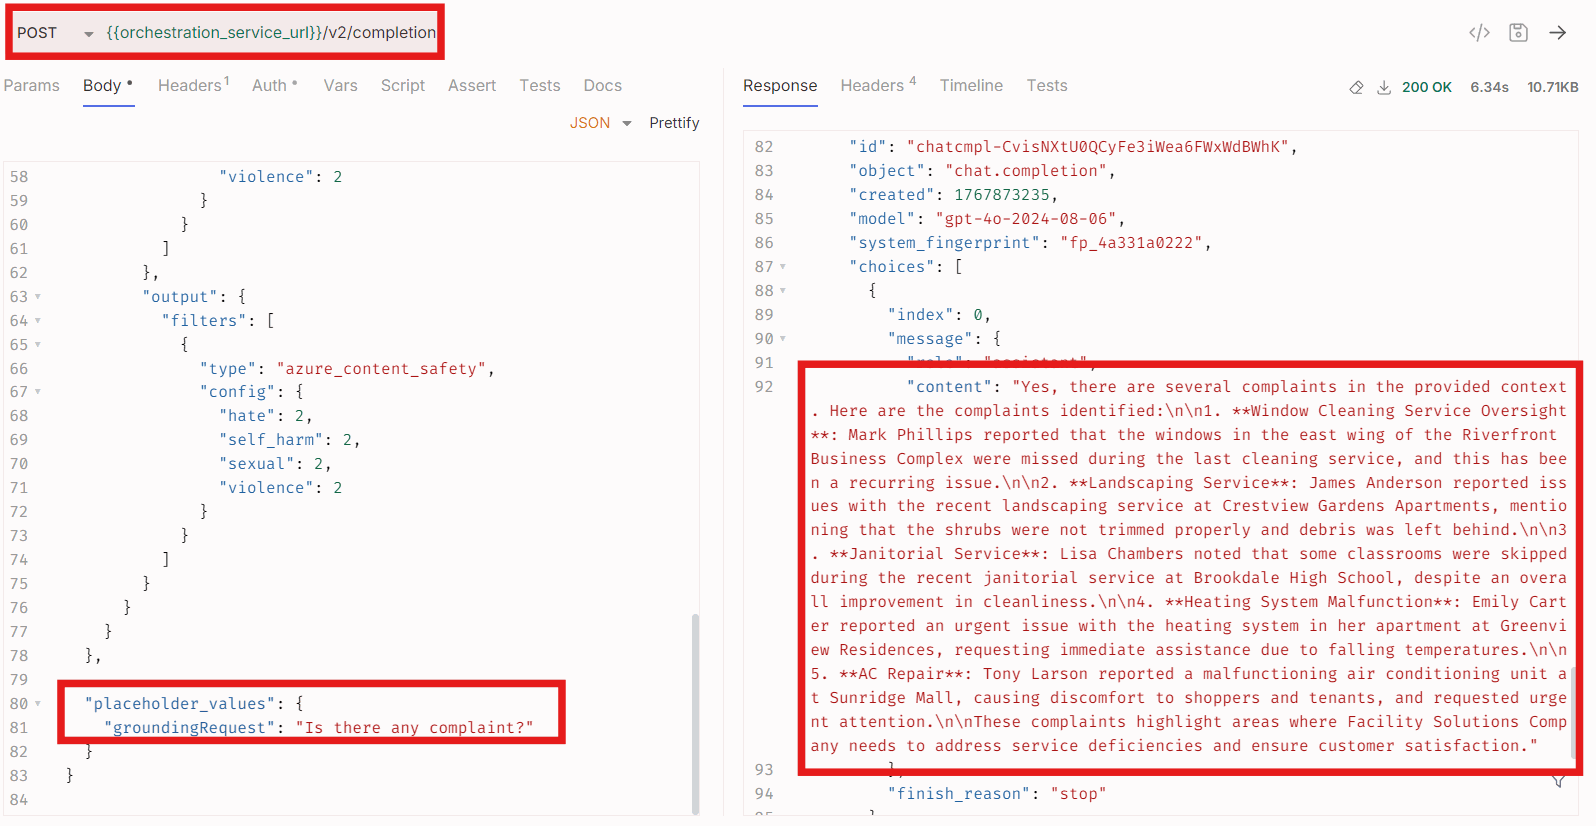 POST {{orchestration_service_url}}/v2/completion
Params Body Headers 1 Auth Vars Script Assert Tests Docs
JSON Prettify
58 "violence": 2
59 }
60 }
61 ]
62 },
63 "output": {
64 "filters": [
65 {
66 "type": "azure_content_safety",
67 "config": {
68 "hate": 2,
69 "self_harm": 2,
70 "sexual": 2,
71 "violence": 2
72 }
73 }
74 ]
75 }
76 }
77 }
78 },
79
80 "placeholder_values": {
81 "groundingRequest": "Is there any complaint?"
82 }
83 }
84
Response Headers 4 Timeline Tests 200 OK 6.34s 10.71KB
82 "id": "chatcmpl-CvisNXtU0QCyFe3iWea6FWxWdBWhK",
83 "object": "chat.completion",
84 "created": 1767873235,
85 "model": "gpt-4o-2024-08-06",
86 "system_fingerprint": "fp_4a331a0222",
87 "choices": [
88 {
89 "index": 0,
90 "message": {
91 "role": "assistant",
92 "content": "Yes, there are several complaints in the provided context
. Here are the complaints identified:\n\n1. **Window Cleaning Service Oversight
**: Mark Phillips reported that the windows in the east wing of the Riverfront
Business Complex were missed during the last cleaning service, and this has bee
n a recurring issue.\n\n2. **Landscaping Service**: James Anderson reported iss
ues with the recent landscaping service at Crestview Gardens Apartments, mentio
ning that the shrubs were not trimmed properly and debris was left behind.\n\n3
. **Janitorial Service**: Lisa Chambers noted that some classrooms were skipped
during the recent janitorial service at Brookdale High School, despite an overa
ll improvement in cleanliness.\n\n4. **Heating System Malfunction**: Emily Cart
er reported an urgent issue with the heating system in her apartment at Greenvi
ew Residences, requesting immediate assistance due to falling temperatures.\n\n
5. **AC Repair**: Tony Larson reported a malfunctioning air conditioning unit a
t Sunridge Mall, causing discomfort to shoppers and tenants, and requested urge
nt attention.\n\nThese complaints highlight areas where Facility Solutions Comp
any needs to address service deficiencies and ensure customer satisfaction."
93 },
94 "finish_reason": "stop"